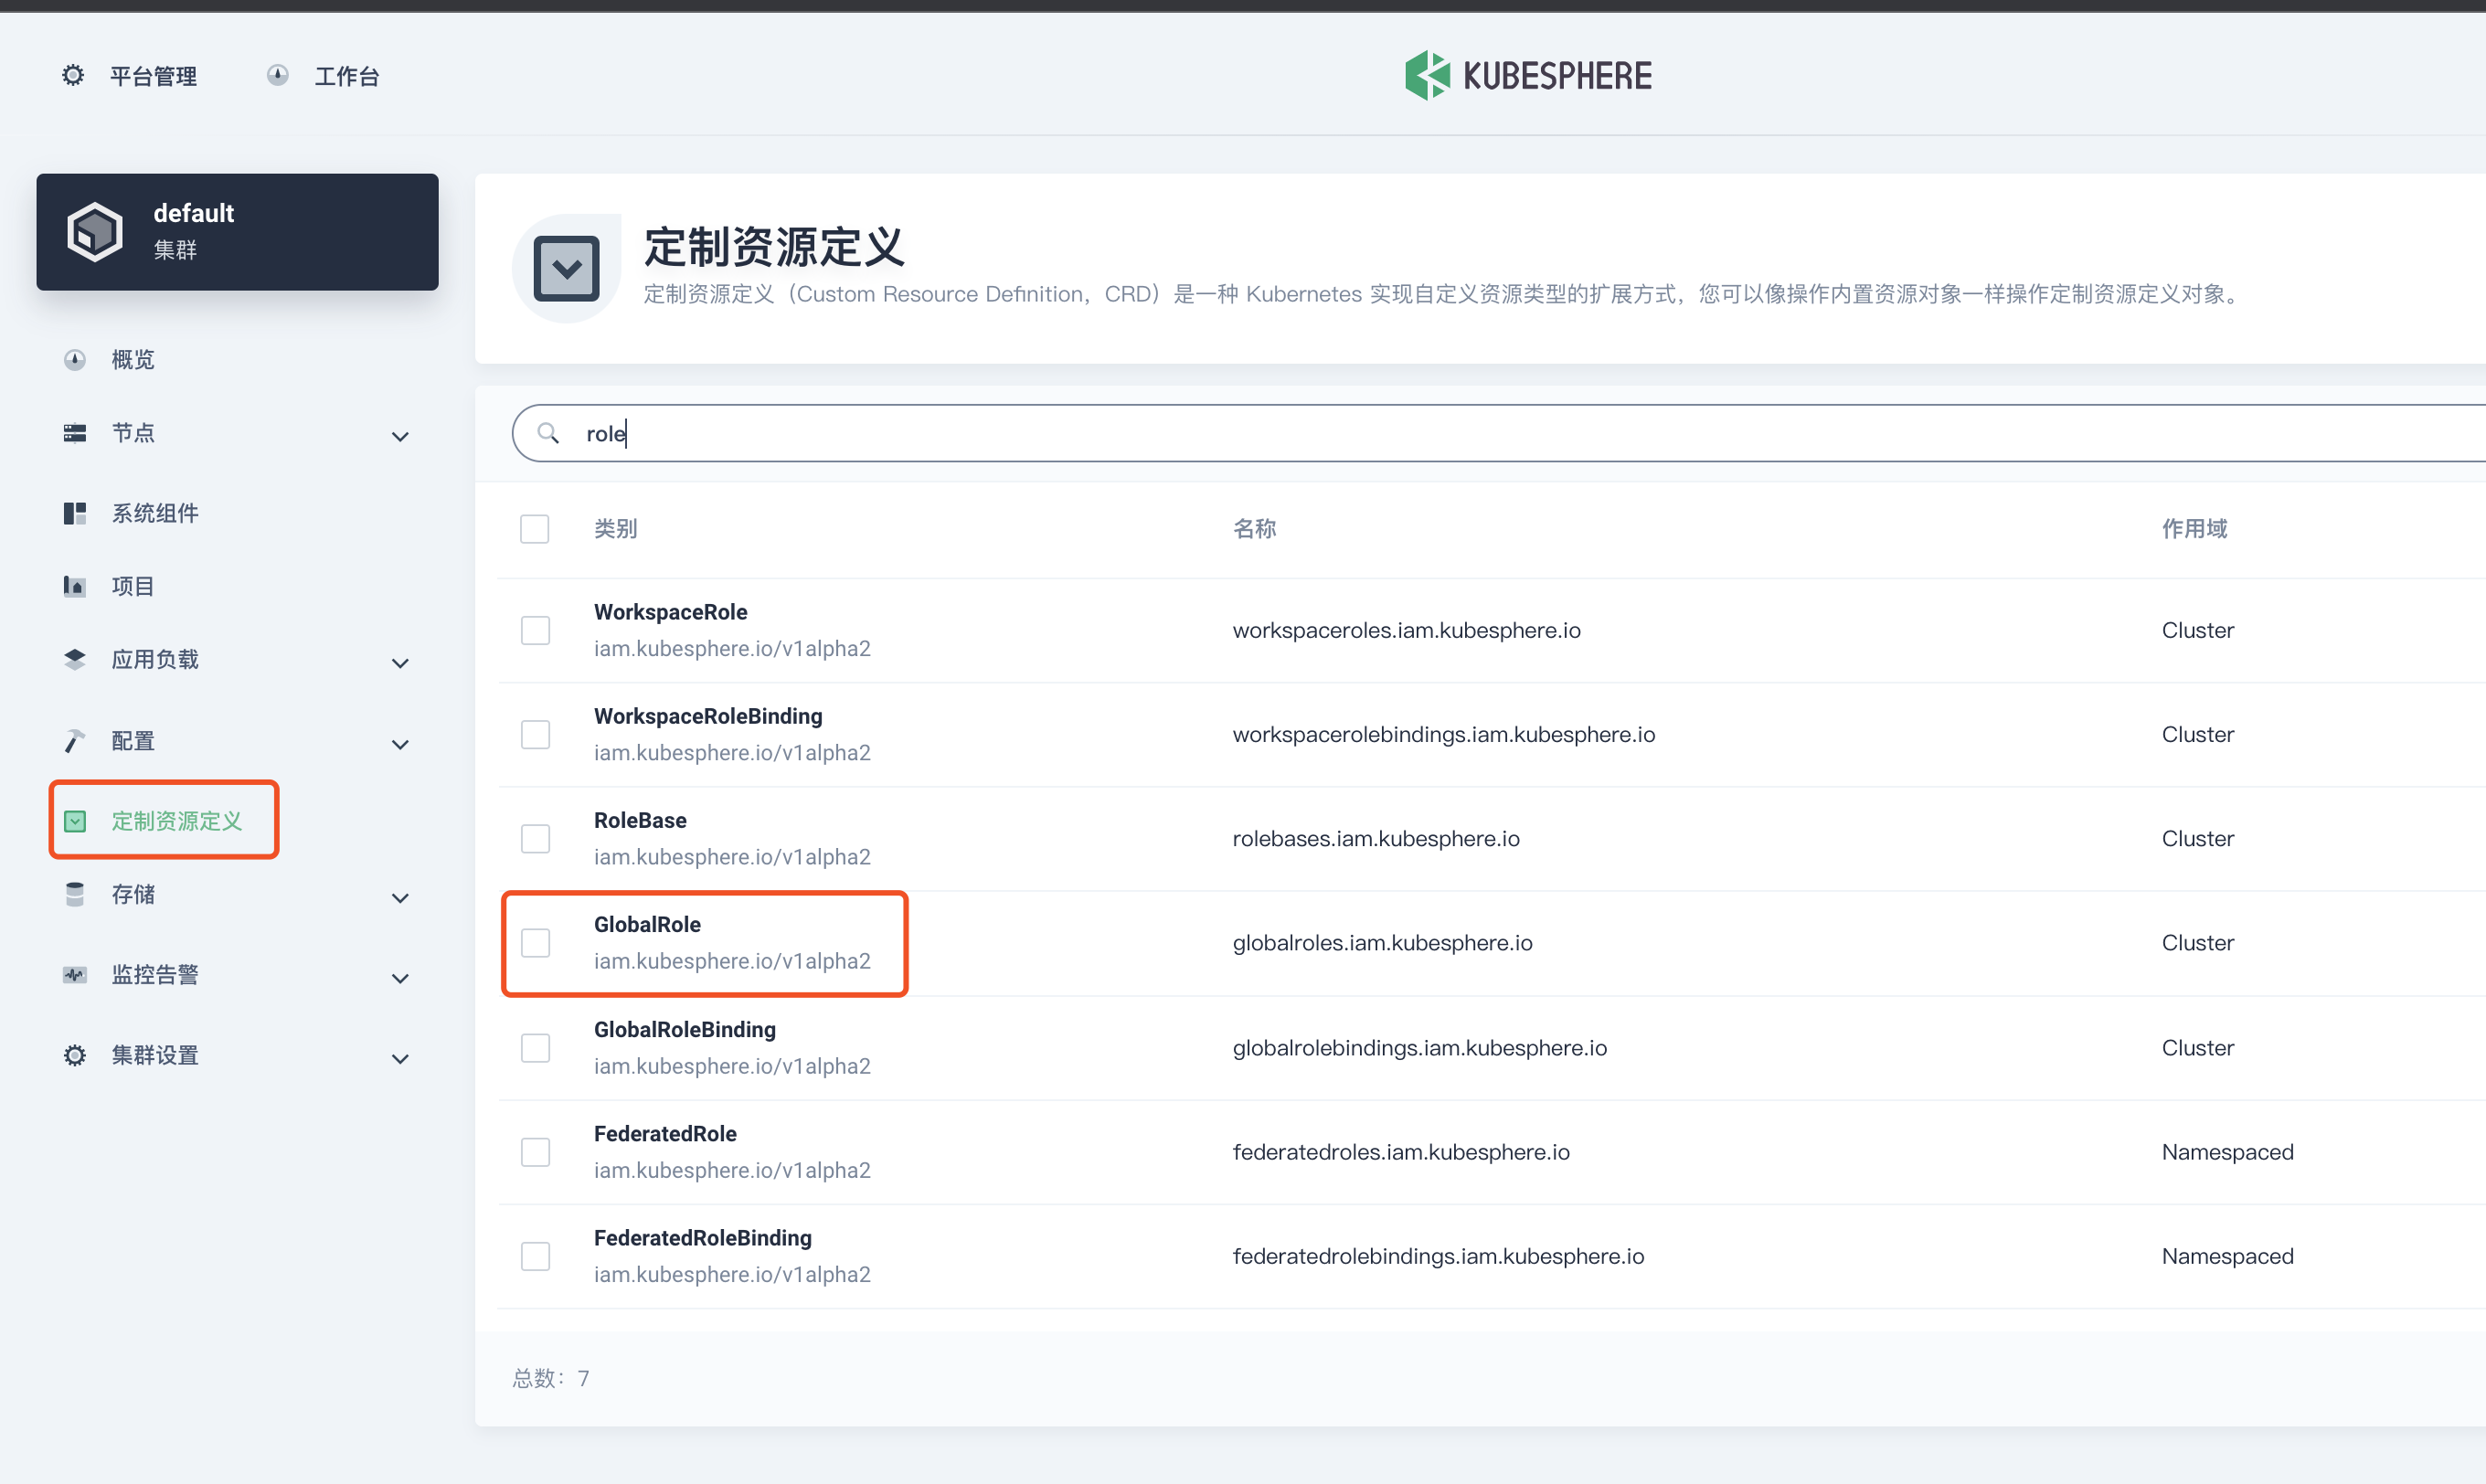 平台管理
工作台
KUBESPHERE
default
集群
概览
节点
系统组件
项目
应用负载
配置
定制资源定义
存储
监控告警
集群设置
定制资源定义
定制资源定义（Custom Resource Definition，CRD）是一种 Kubernetes 实现自定义资源类型的扩展方式，您可以像操作内置资源对象一样操作定制资源定义对象。
role
类别 名称 作用域
WorkspaceRole
iam.kubesphere.io/v1alpha2
workspaceroles.iam.kubesphere.io
Cluster
WorkspaceRoleBinding
iam.kubesphere.io/v1alpha2
workspacerolebindings.iam.kubesphere.io
Cluster
RoleBase
iam.kubesphere.io/v1alpha2
rolebases.iam.kubesphere.io
Cluster
GlobalRole
iam.kubesphere.io/v1alpha2
globalroles.iam.kubesphere.io
Cluster
GlobalRoleBinding
iam.kubesphere.io/v1alpha2
globalrolebindings.iam.kubesphere.io
Cluster
FederatedRole
iam.kubesphere.io/v1alpha2
federatedroles.iam.kubesphere.io
Namespaced
FederatedRoleBinding
iam.kubesphere.io/v1alpha2
federatedrolebindings.iam.kubesphere.io
Namespaced
总数：7